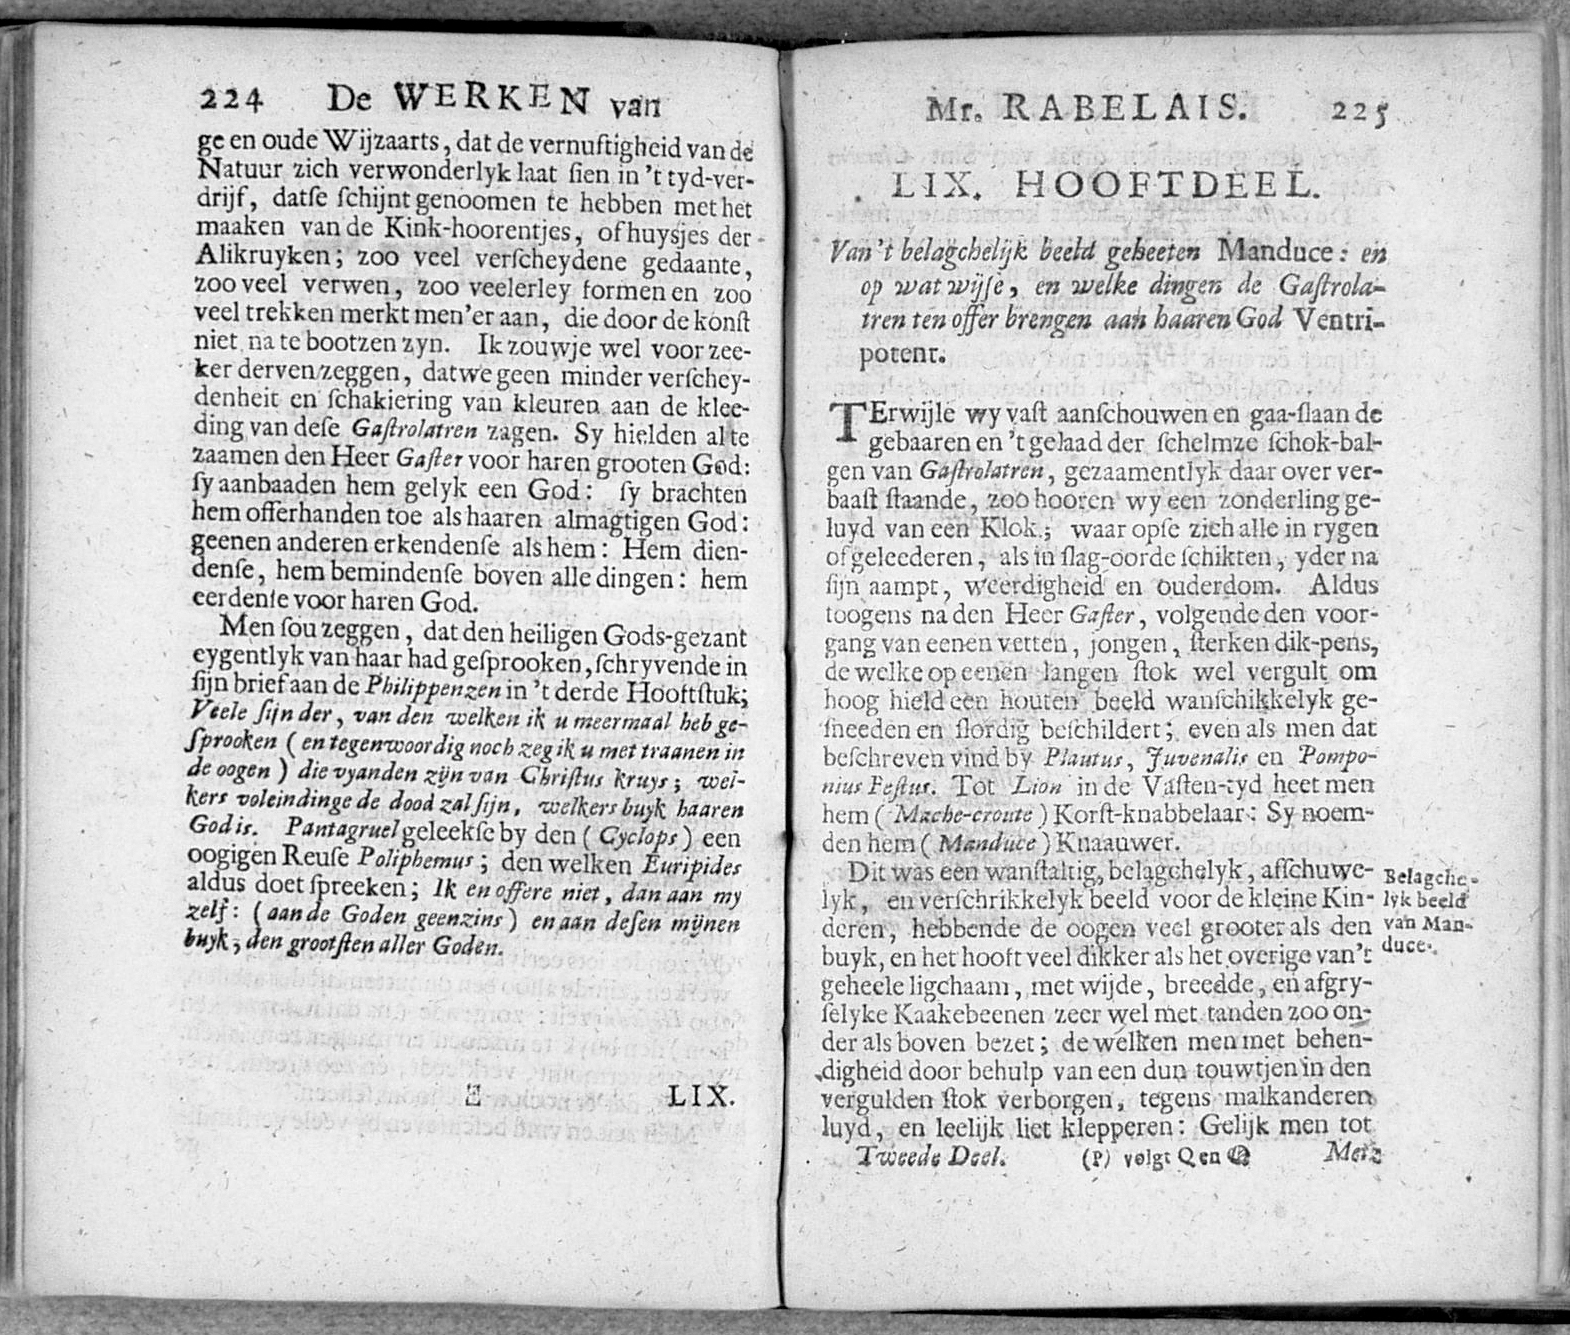 224 De WERKEN van
ge en oude Wijzaarts, dat de vernuftigheid van de
Natuur zich verwonderlyk laat ſien in 't tyd-ver-
drijf, datſe ſchijnt genoomen te hebben met het
maaken van de Kink-hoorentjes, of huysjes der
Alikruyken; zoo veel verſcheydene gedaante,
zoo veel verwen, zoo veelerley formen en zoo
veel trekken merkt men'er aan, die door de konſt
niet na te bootzen zyn. Ik zouwje wel voor zee-
ker derven zeggen, dat we geen minder verſchey-
denheit en ſchakiering van kleuren aan de klee-
ding van deſe Gaſtrolatren zagen. Sy hielden al te
zaamen den Heer Gaſter voor haren grooten God:
ſy aanbaaden hem gelyk een God: ſy brachten
hem offerhanden toe als haaren almagtigen God:
geenen anderen erkendenſe als hem: Hem dien-
denſe, hem bemindenſe boven alle dingen: hem
eerdenſe voor haren God.
Men ſou zeggen, dat den heiligen Gods-gezant
eygentlyk van haar had geſprooken, ſchryvende in
ſijn brief aan de Philippenzen in 't derde Hooftſtuk;
Veele ſijn der, van den welken ik u meermaal heb ge-
ſprooken (en tegenwoordig noch zeg ik u met traanen in
de oogen) die vyanden zijn van Chriſtus kruys; wel-
kers voleindinge de dood zal ſijn, welkers buyk haaren
God is. Pantagruel geleekſe by den (Cyclops) een
oogigen Reuſe Poliphemus; den welken Euripides
aldus doet ſpreeken; Ik en offere niet, dan aan my
zelf: (aan de Goden geenzins) en aan deſen mijnen
buyk, den grootſten aller Goden.
LIX.
Mr. RABELAIS. 225
LIX. HOOFTDEEL.
Van 't belagchelijk beeld geheeten Manduce: en
op wat wijſe, en welke dingen de Gaſtrola-
tren ten offer brengen aan haaren God Ventri-
potent.
TErwijle wy vaſt aanſchouwen en gaa-ſlaan de
gebaaren en 't gelaad der ſchelmze ſchok-bal-
gen van Gaſtrolatren, gezaamentlyk daar over ver-
baaſt ſtaande, zoo hooren wy een zonderling ge-
luyd van een Klok; waar opſe zich alle in rygen
of geleederen, als in ſlag-oorde ſchikten, yder na
ſijn aampt, weerdigheid en ouderdom. Aldus
toogens na den Heer Gaſter, volgende den voor-
gang van eenen vetten, jongen, ſterken dik-pens,
de welke op eenen langen ſtok wel vergult om
hoog hield een houten beeld wanſchikkelyk ge-
ſneeden en ſlordig beſchildert; even als men dat
beſchreven vind by Plautus, Juvenalis en Pompo-
nius Feſtus. Tot Lion in de Vaſten-tyd heet men
hem (Mache-croute) Korſt-knabbelaar: Sy noem-
den hem (Manduce) Knaauwer.
Dit was een wanſtaltig, belagchelyk, afſchuwe-
lyk, en verſchrikkelyk beeld voor de kleine Kin-
deren, hebbende de oogen veel grooter als den
buyk, en het hooft veel dikker als het overige van't
geheele ligchaam, met wijde, breedde, en afgry-
ſelyke Kaakebeenen zeer wel met tanden zoo on-
der als boven bezet; de welken men met behen-
digheid door behulp van een dun touwtjen in den
vergulden ſtok verborgen, tegens malkanderen
luyd, en leelijk liet klepperen: Gelijk men tot
Belagche-
lyk beeld
van Man-
duce.
Tweede Deel. (P) volgt Q en Metz